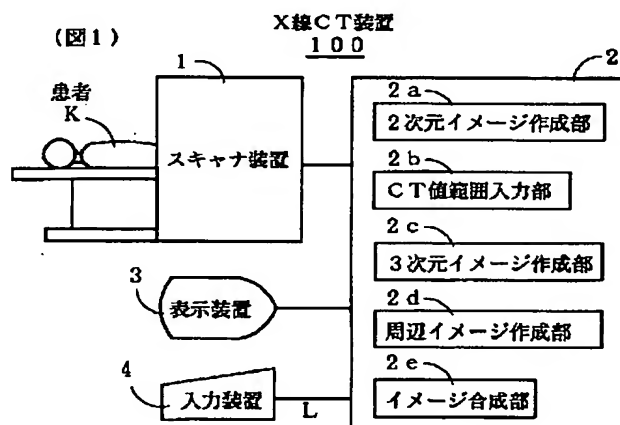 (図1)
X線CT装置
100
1
2
患者
K
スキャナ装置
2a
2次元イメージ作成部
2b
CT値範囲入力部
2c
3次元イメージ作成部
3
表示装置
2d
周辺イメージ作成部
4
入力装置
L
2e
イメージ合成部